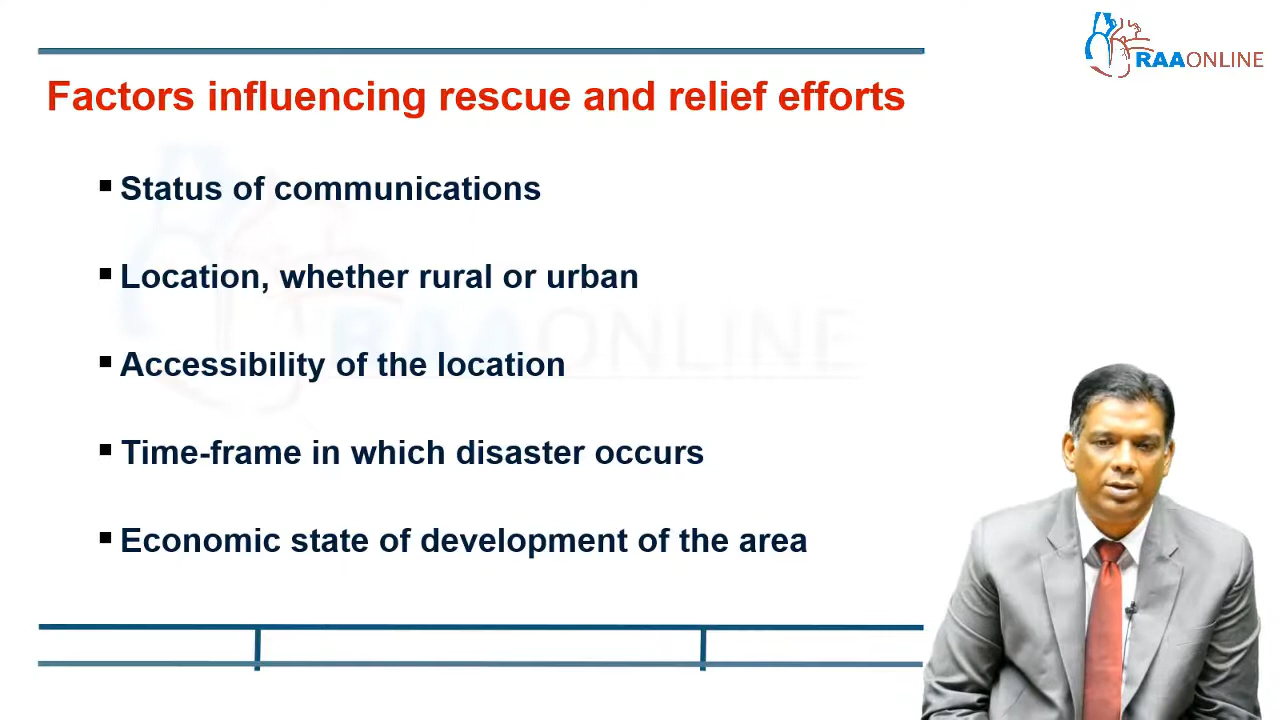 RAAONLINE
Factors influencing rescue and relief efforts
Status of communications
Location, whether rural or urban
RAAONLINE
Accessibility of the location
Time-frame in which disaster occurs
Economic state of development of the area